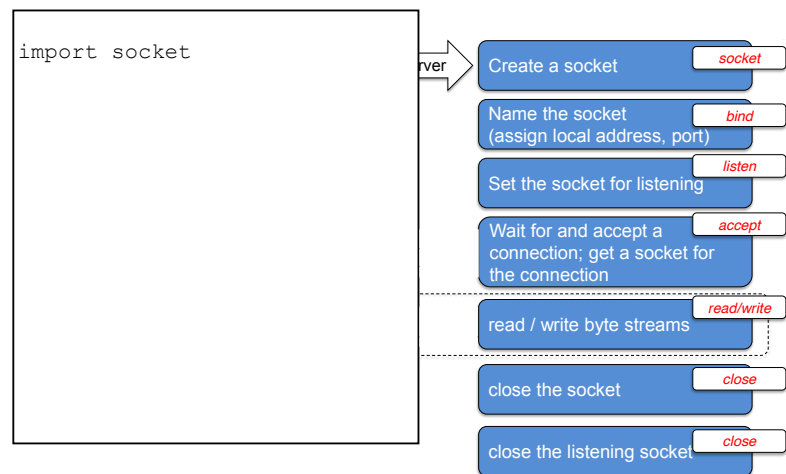 import socket
rver
Create a socket
socket
Name the socket
(assign local address, port)
bind
Set the socket for listening
listen
Wait for and accept a
connection; get a socket for
the connection
accept
read / write byte streams
read/write
close the socket
close
close the listening socket
close